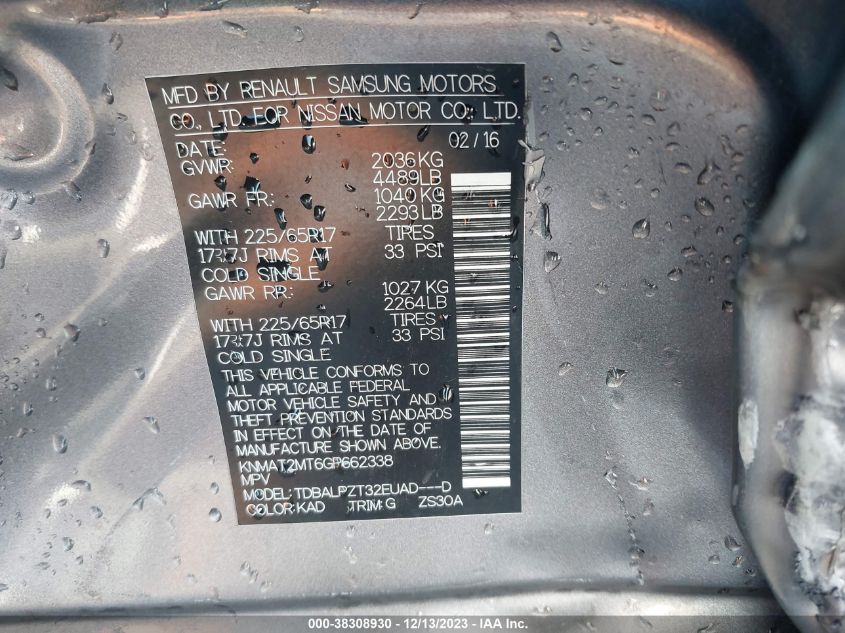 MFD BY RENAULT SAMSUNG MOTORS
CO., LTD. FOR NISSAN MOTOR CO., LTD.
DATE: 02/16
GVWR: 2036KG
4489LB
GAWR FR: 1040 KG
2293LB
WITH 225/65R17 TIRES
17x7J RIMS AT 33 PSI
COLD SINGLE
GAWR RR: 1027 KG
2264LB
WITH 225/65R17 TIRES
17x7J RIMS AT 33 PSI
COLD SINGLE
THIS VEHICLE CONFORMS TO
ALL APPLICABLE FEDERAL
MOTOR VEHICLE SAFETY AND
THEFT PREVENTION STANDARDS
IN EFFECT ON THE DATE OF
MANUFACTURE SHOWN ABOVE.
KNMAT2MT6GP662338
MPV
MODEL: TDBALPZT32EUAD---D
COLOR: KAD TRIM: G ZS30A
000-38308930 - 12/13/2023 - © IAA Inc.